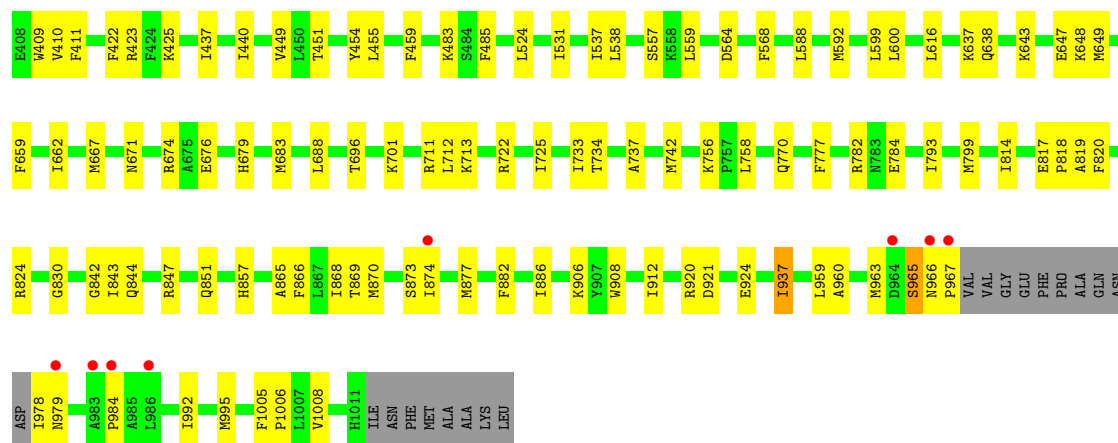 E408 W409 V410 F411 F422 R423 F424 K425 I437 I440 V449 L450 T451 Y454 L455 F459 K483 S484 F485 L524 I531 I537 L538 S557 K558 L559 D564 F568 L588 M592 L599 L600 L616 K637 Q638 K643 E647 K648 M649
F659 I662 M667 N671 R674 A675 E676 H679 M683 L688 T696 K701 R711 L712 K713 R722 I725 I733 T734 A737 M742 K756 P757 L758 Q770 F777 R782 N783 E784 I793 M799 I814 E817 P818 A819 F820
R824 G830 G842 I843 Q844 R847 Q851 H857 A865 F866 L867 I868 T869 M870 S873 I874 M877 F882 I886 K906 Y907 W908 I912 R920 D921 E924 I937 L959 A960 M963 D964 S965 N966 P967 VAL VAL GLY GLU PHE PRO ALA GLN ASN
ASP I978 N979 A983 P984 A985 L986 I992 M995 F1005 P1006 L1007 V1008 H1011 ILE ASN PHE MET ALA ALA LYS LEU